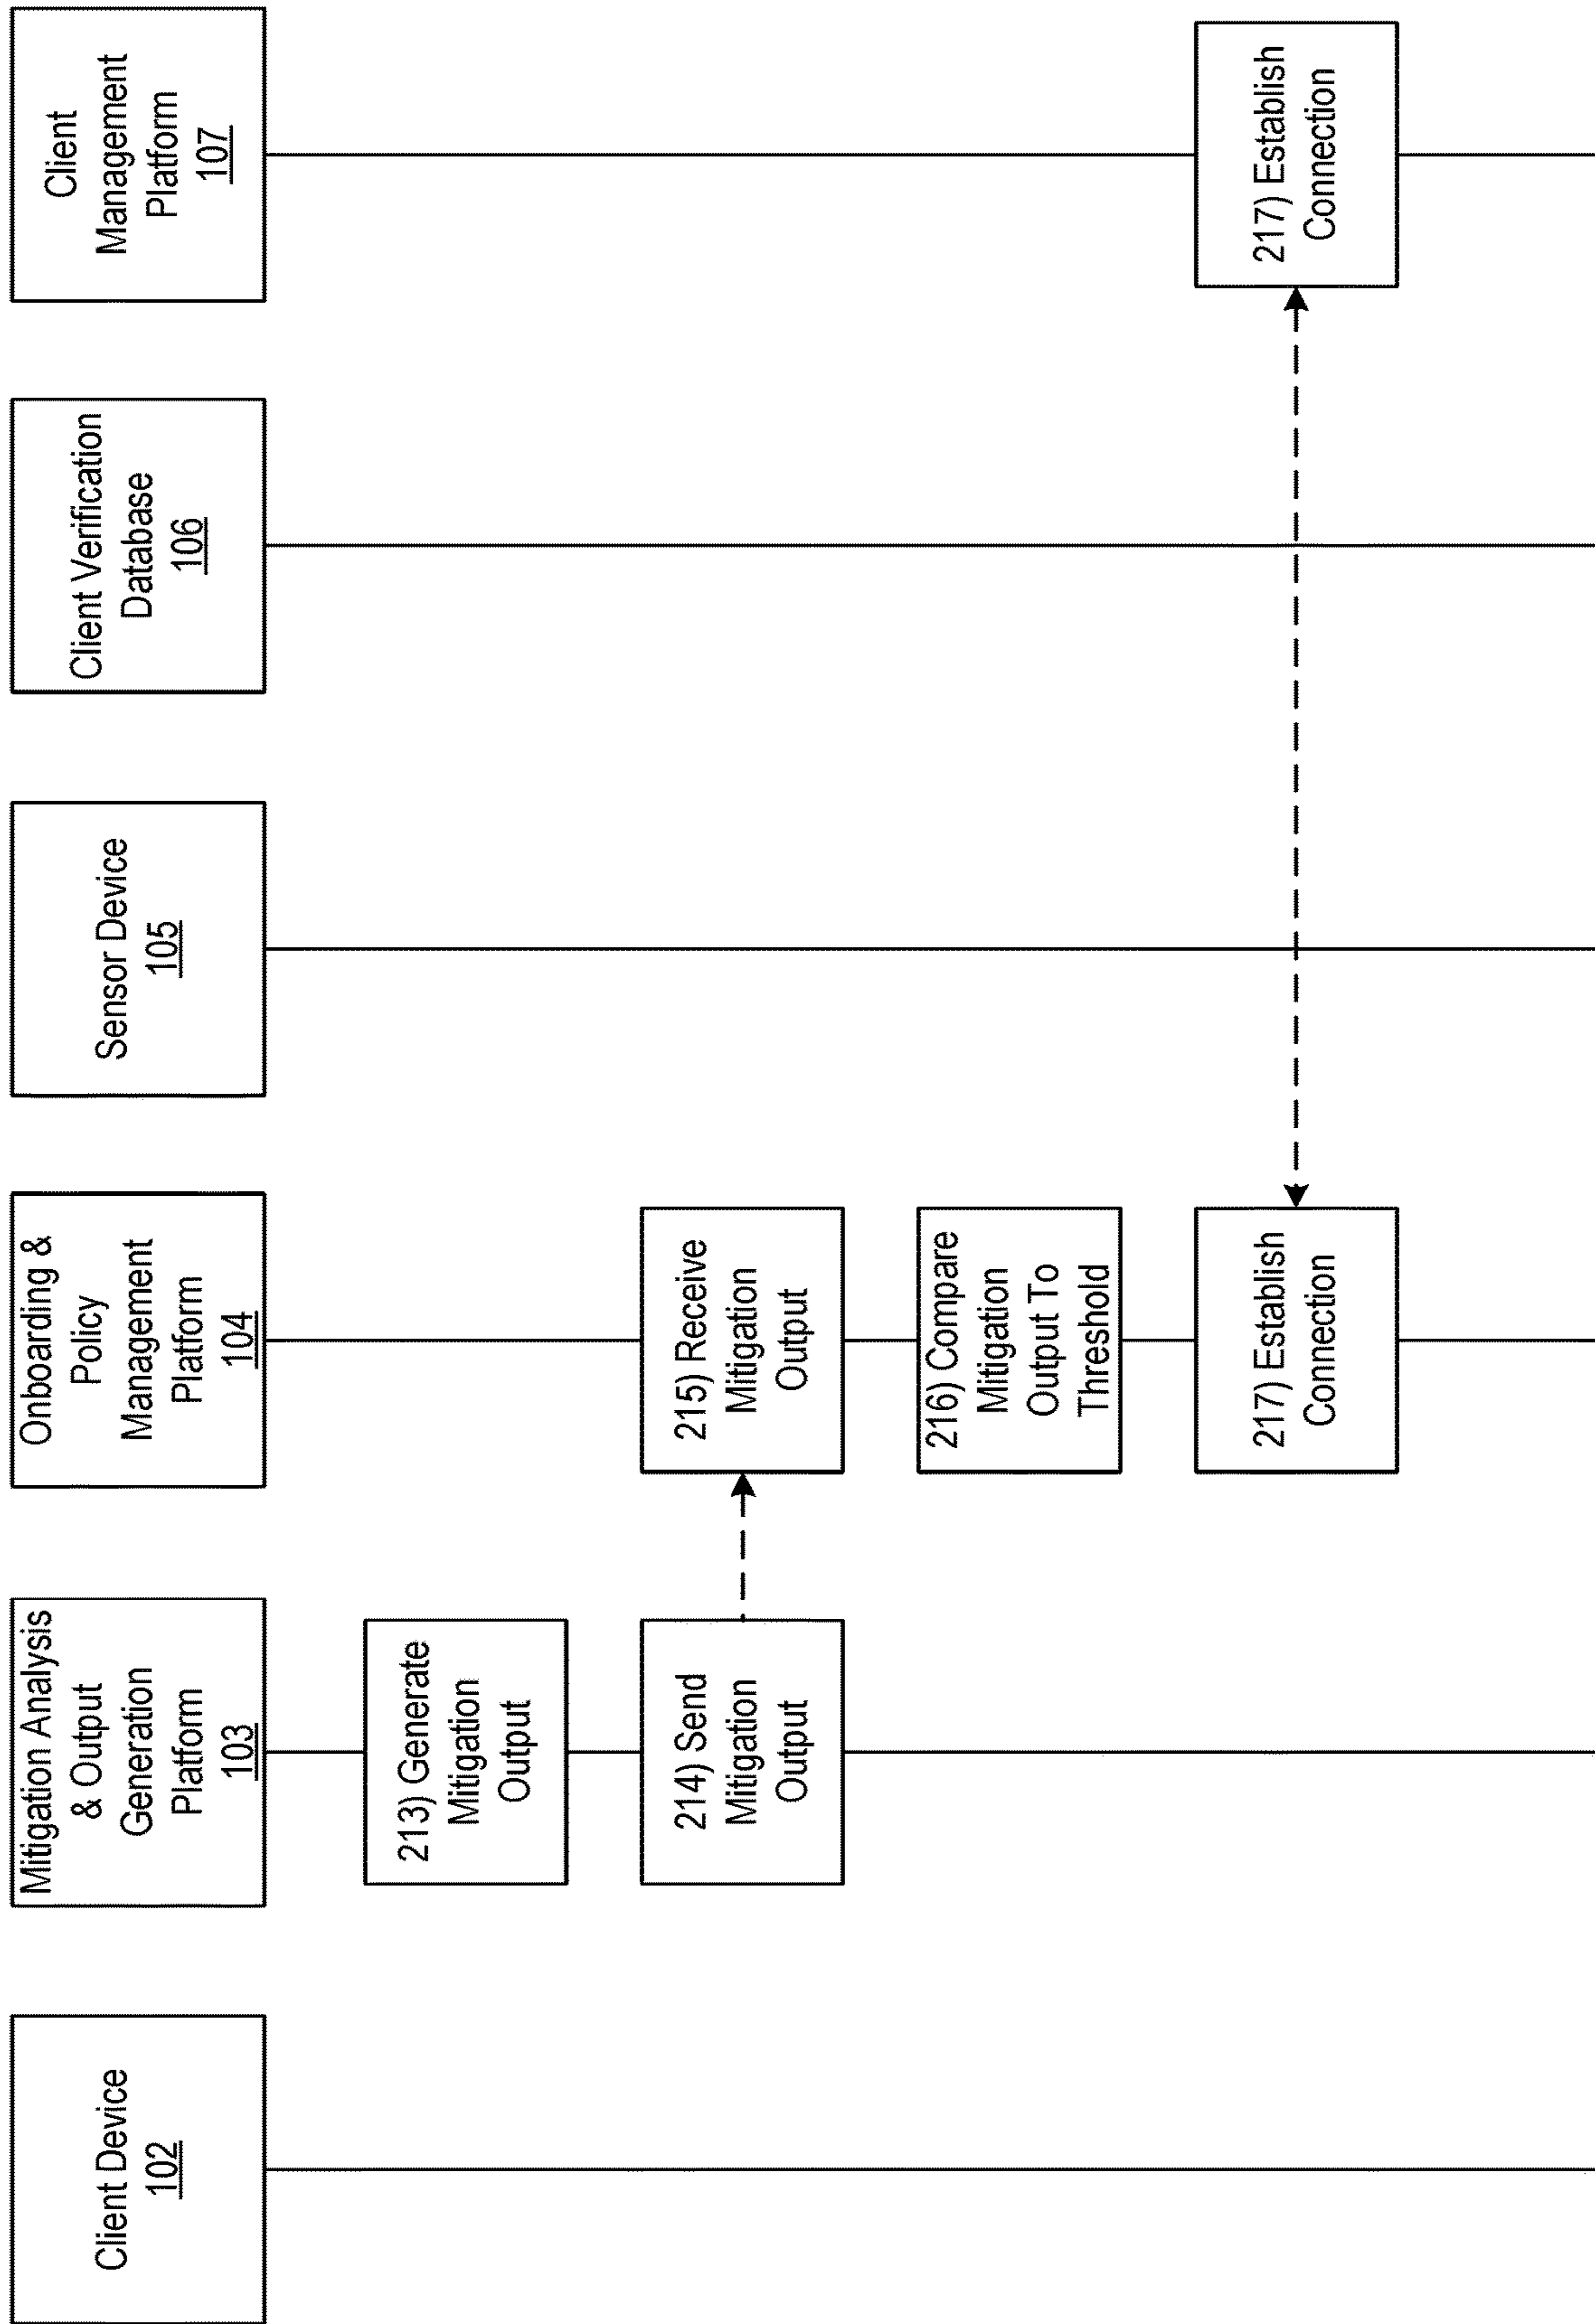 Client Device
102
Mitigation Analysis
& Output
Generation
Platform
103
Onboarding &
Policy
Management
Platform
104
Sensor Device
105
Client Verification
Database
106
Client
Management
Platform
107
213) Generate
Mitigation
Output
214) Send
Mitigation
Output
215) Receive
Mitigation
Output
216) Compare
Mitigation
Output To
Threshold
217) Establish
Connection
217) Establish
Connection